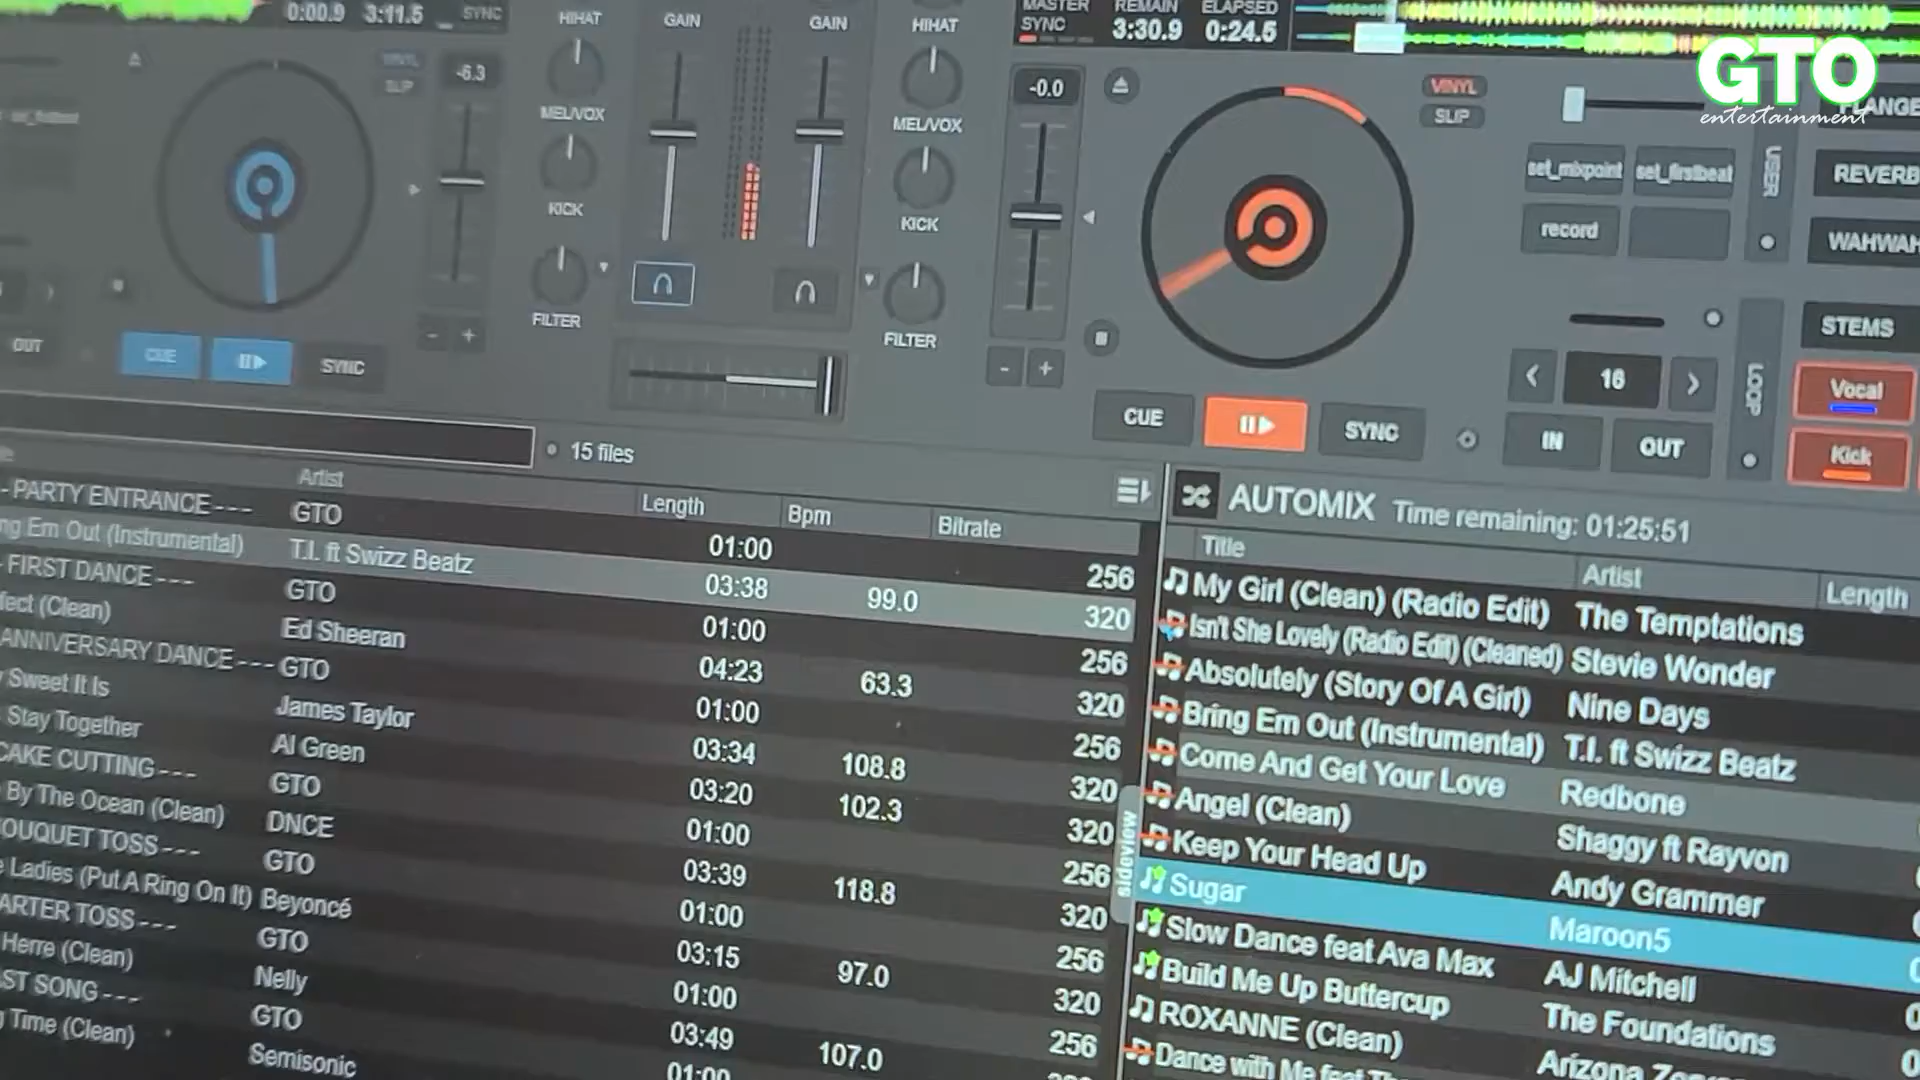 0:00.9 3:11.5 SYNC
HIHAT
GAIN
GAIN
HIHAT
MASTER SYNC
REMAIN 3:30.9
ELAPSED 0:24.5
GTO
entertainment
VINYL
SLIP
-6.3
MEL/VOX
MEL/VOX
-0.0
VINYL
SLIP
FLANGE
set_mixpoint
set_firstbeat
USER
REVERB
KICK
KICK
record
WAHWAH
FILTER
FILTER
OUT
CUE
SYNC
- +
- +
CUE
SYNC
16
IN
OUT
LOOP
STEMS
Vocal
Kick
15 files
Artist
Length
Bpm
Bitrate
- PARTY ENTRANCE - - - GTO 01:00 256
ng Em Out (Instrumental) T.I. ft Swizz Beatz 03:38 99.0 320
- FIRST DANCE - - - GTO 01:00 256
fect (Clean) Ed Sheeran 04:23 63.3 320
ANNIVERSARY DANCE - - - GTO 01:00 256
Sweet It Is James Taylor 03:34 108.8 320
Stay Together Al Green 03:20 102.3 320
CAKE CUTTING - - - GTO 01:00 256
By The Ocean (Clean) DNCE 03:39 118.8 320
OUQUET TOSS - - - GTO 01:00 256
e Ladies (Put A Ring On It) Beyoncé 03:15 97.0 320
ARTER TOSS - - - GTO 01:00 256
Herre (Clean) Nelly 03:49 107.0
AST SONG - - - GTO 01:00
g Time (Clean) Semisonic
sideview
AUTOMIX Time remaining: 01:25:51
Title
Artist
Length
My Girl (Clean) (Radio Edit) The Temptations
Isn't She Lovely (Radio Edit) (Cleaned) Stevie Wonder
Absolutely (Story Of A Girl) Nine Days
Bring Em Out (Instrumental) T.I. ft Swizz Beatz
Come And Get Your Love Redbone
Angel (Clean) Shaggy ft Rayvon
Keep Your Head Up Andy Grammer
Sugar Maroon5
Slow Dance feat Ava Max AJ Mitchell
Build Me Up Buttercup The Foundations
ROXANNE (Clean) Arizona
Dance with Me feat